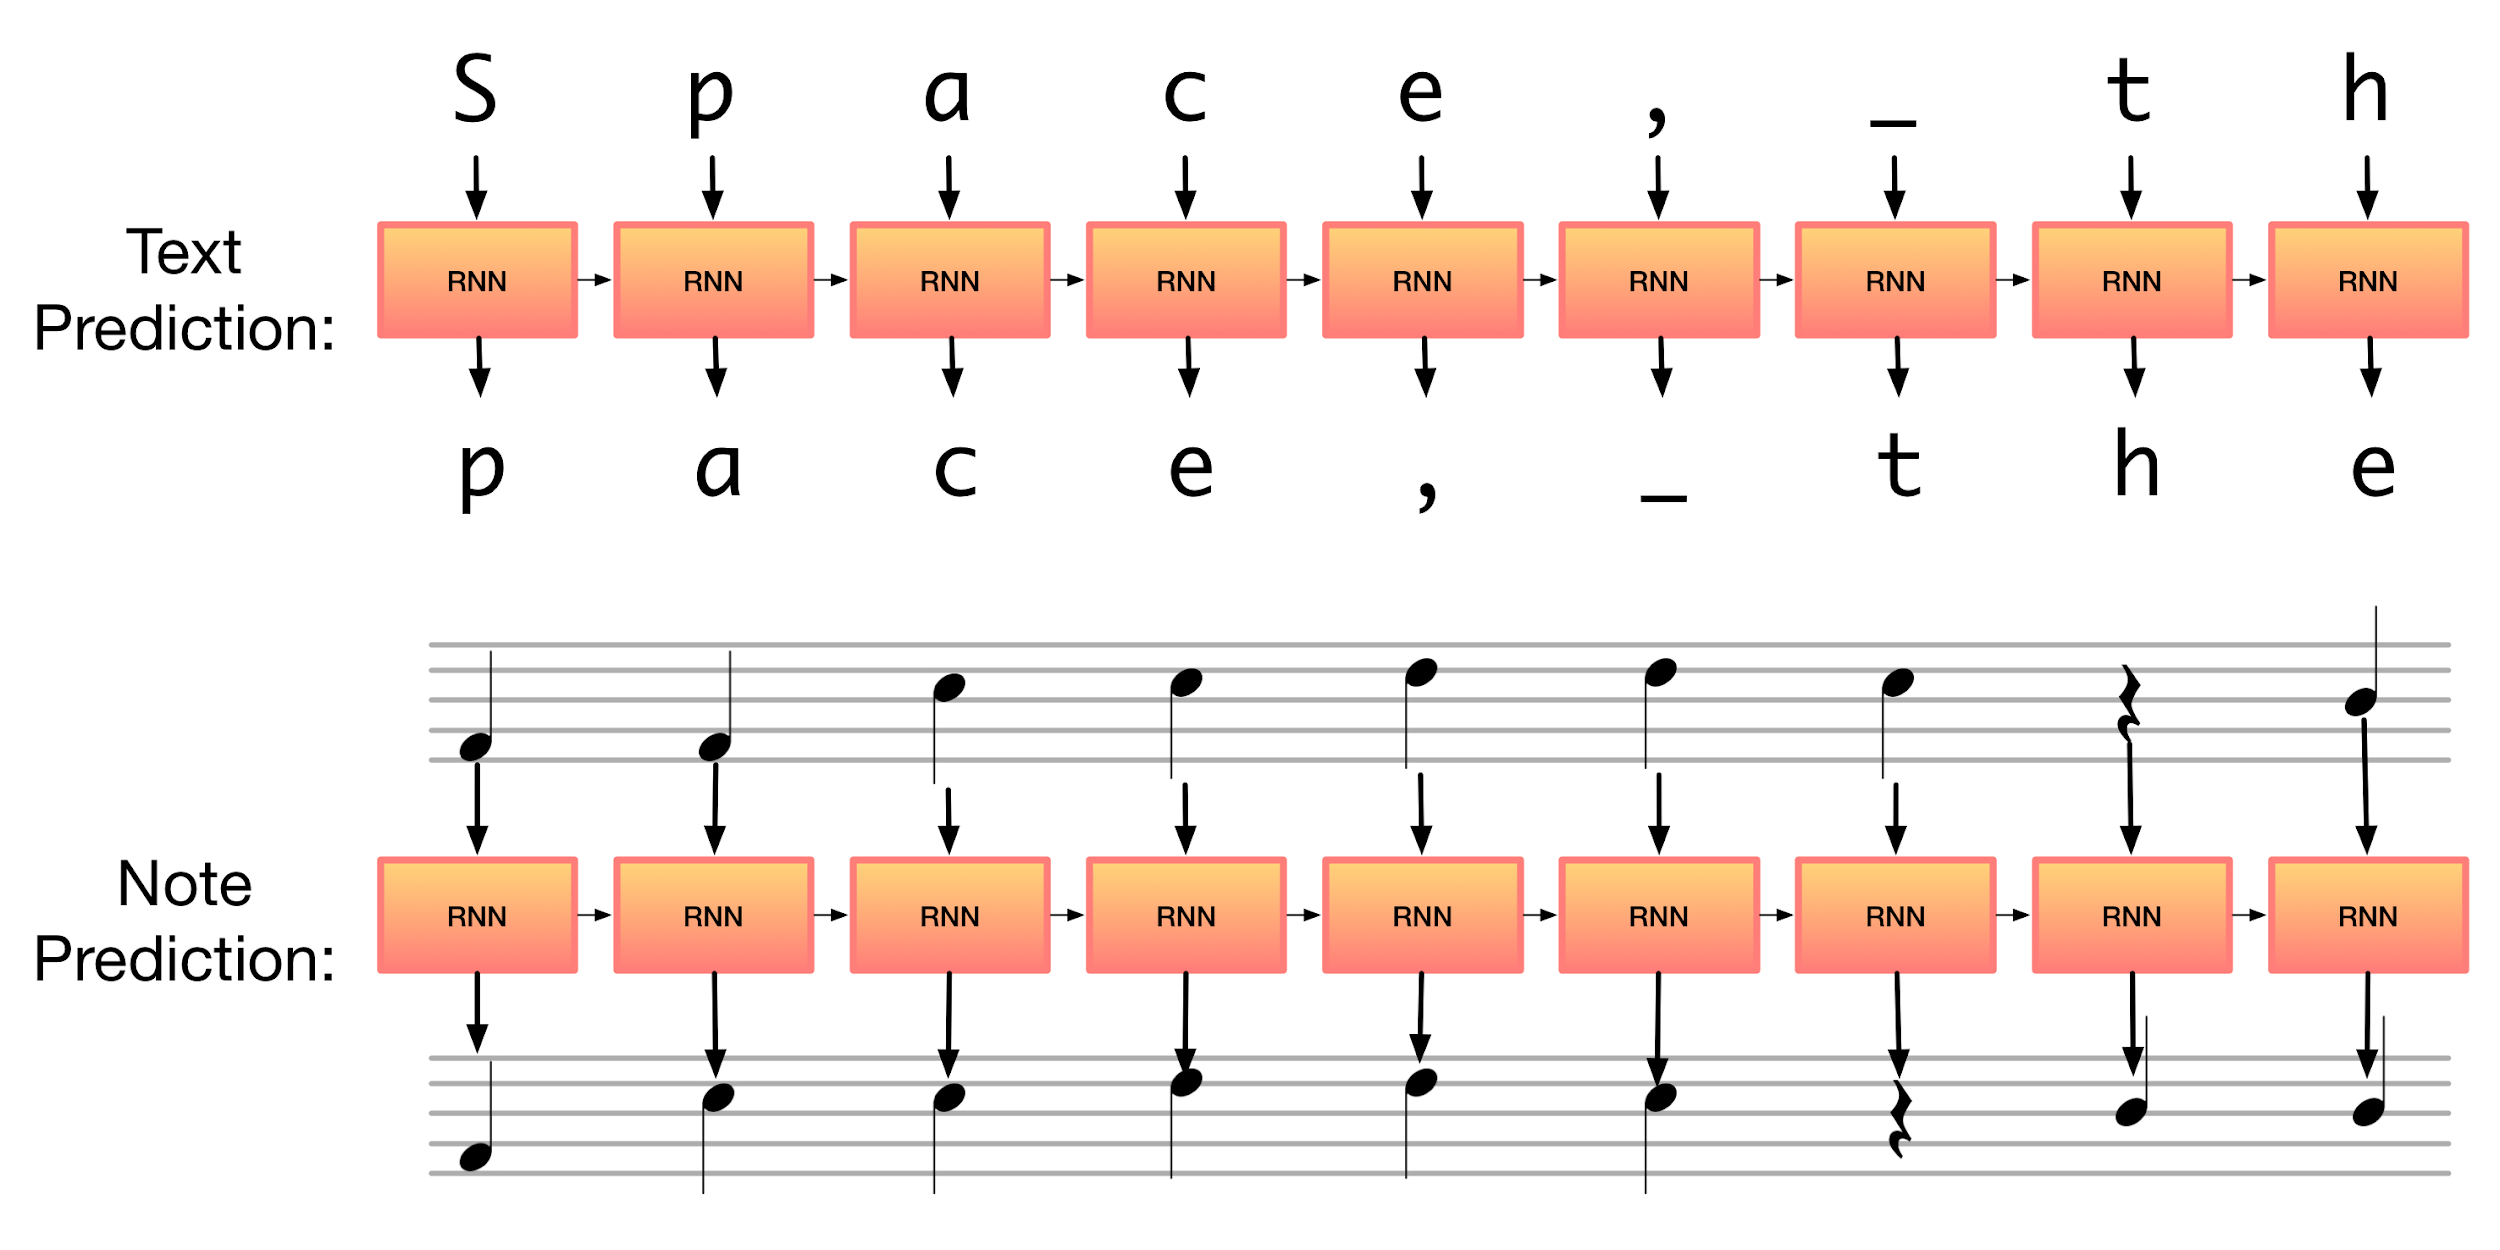 S p a c e , _ t h
Text
Prediction:
RNN RNN RNN RNN RNN RNN RNN RNN RNN
p a c e , _ t h e
Note
Prediction:
RNN RNN RNN RNN RNN RNN RNN RNN RNN